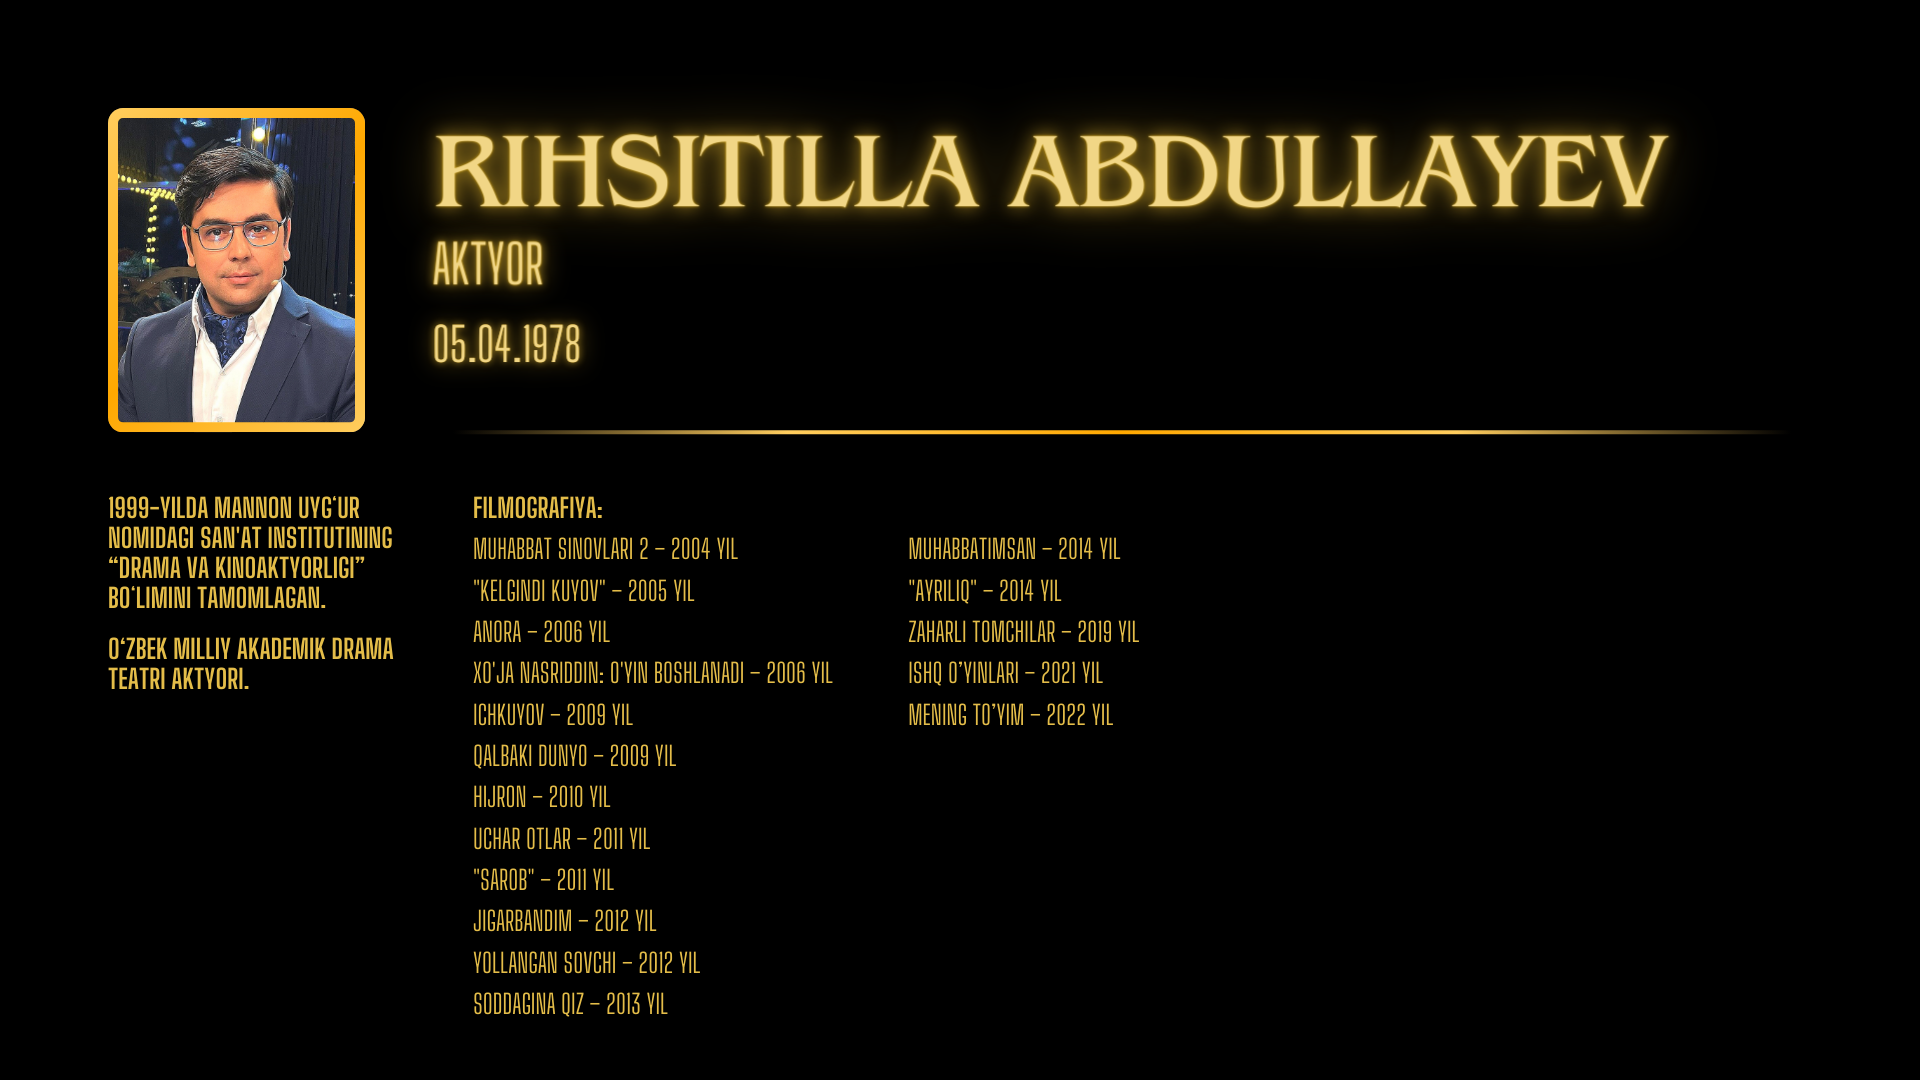 RIHSITILLA ABDULLAYEV
AKTYOR
05.04.1978
1999-YILDA MANNON UYG‘UR
NOMIDAGI SAN'AT INSTITUTINING
“DRAMA VA KINOAKTYORLIGI”
BO‘LIMINI TAMOMLAGAN.
O‘ZBEK MILLIY AKADEMIK DRAMA
TEATRI AKTYORI.
FILMOGRAFIYA:
MUHABBAT SINOVLARI 2 – 2004 YIL
"KELGINDI KUYOV" – 2005 YIL
ANORA – 2006 YIL
XO'JA NASRIDDIN: O'YIN BOSHLANADI – 2006 YIL
ICHKUYOV – 2009 YIL
QALBAKI DUNYO – 2009 YIL
HIJRON – 2010 YIL
UCHAR OTLAR – 2011 YIL
"SAROB" – 2011 YIL
JIGARBANDIM – 2012 YIL
YOLLANGAN SOVCHI – 2012 YIL
SODDAGINA QIZ – 2013 YIL
MUHABBATIMSAN – 2014 YIL
"AYRILIQ" – 2014 YIL
ZAHARLI TOMCHILAR – 2019 YIL
ISHQ O’YINLARI – 2021 YIL
MENING TO’YIM – 2022 YIL